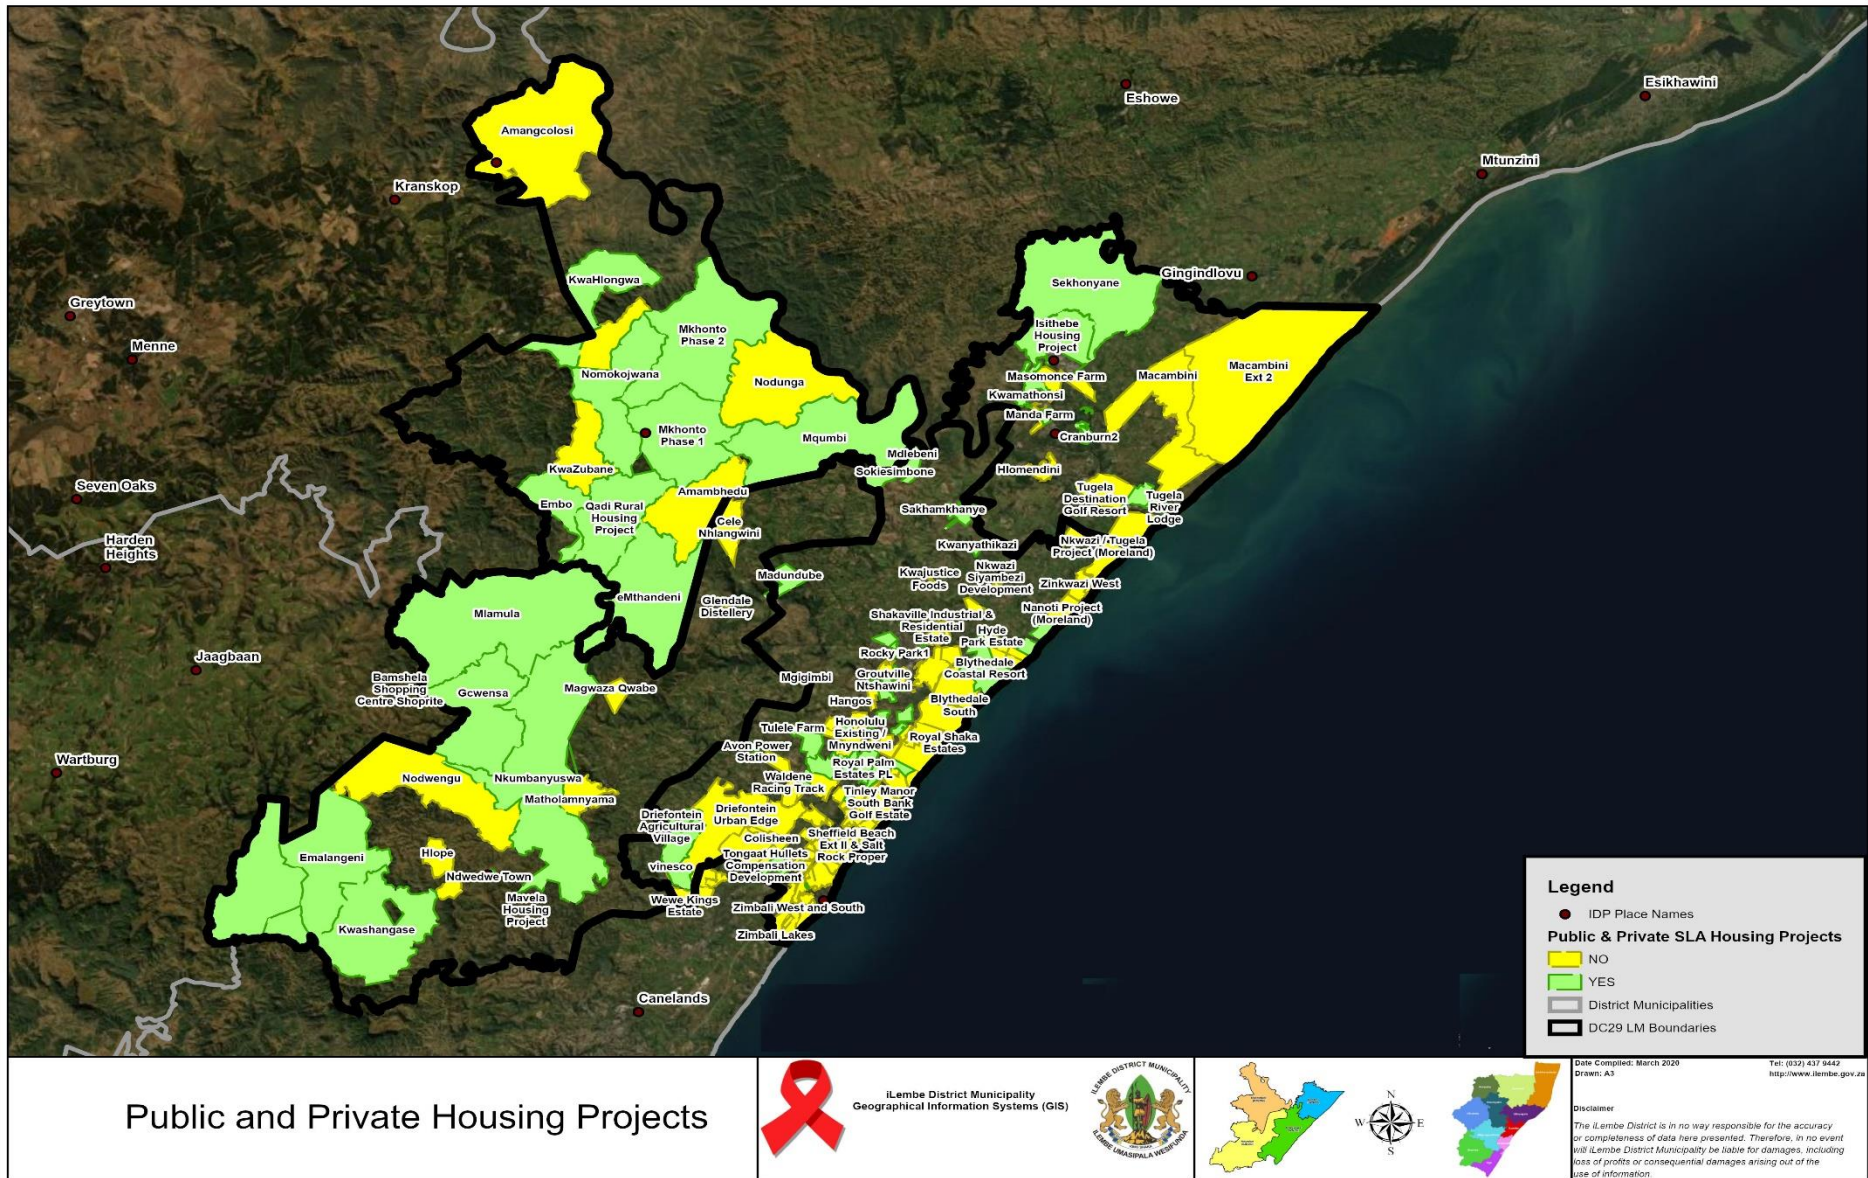 Esikhawini
Eshowe
Amangcolosi
Mtunzini
Kranskop
Gingindlovu
KwaHlongwa
Sekhonyane
Greytown
Isithebe
Housing
Project
Mkhonto
Phase 2
Menne
Nomokojwana
Nodunga
Masomonce Farm
Macambini
Macambini
Ext 2
Kwamathonsi
Manda Farm
Cranburn2
Mkhonto
Phase 1
Mqumbi
Mdlebeni
Sokiesimbone
KwaZubane
Hlomendini
Seven Oaks
Amambhedu
Tugela
Destination
Golf Resort
Tugela
River
Lodge
Embo
Qadi Rural
Housing
Project
Cele
Nhlangwini
Sakhamkhanye
Harden
Heights
Kwanyathikazi
Nkwazi / Tugela
Project (Moreland)
Madundube
Kwajustice
Foods
Nkwazi
Siyambezi
Development
Zinkwazi West
eMthandeni
Glendale
Distellery
Nanoti Project
(Moreland)
Mlamula
Shakaville Industrial &
Residential
Estate
Hyde
Park Estate
Rocky Park1
Jaagbaan
Blythedale
Coastal Resort
Bamshela
Shopping
Centre Shoprite
Gcwensa
Magwaza Qwabe
Mgigimbi
Groutville
Ntshawini
Hangos
Blythedale
South
Tulele Farm
Honolulu
Existing /
Mnyndweni
Royal Shaka
Estates
Avon Power
Station
Wartburg
Royal Palm
Estates PL
Nodwengu
Nkumbanyuswa
Waldene
Racing Track
Matholamnyama
Tinley Manor
South Bank
Golf Estate
Driefontein
Urban Edge
Driefontein
Agricultural
Village
Sheffield Beach
Ext II & Salt
Rock Proper
Colisheen
Emalangeni
Hlope
Tongaat Hullets
Compensation
Development
vinesco
Ndwedwe Town
Mavela
Housing
Project
Wewe Kings
Estate
Zimbali West and South
Kwashangase
Zimbali Lakes
Canelands
Legend
IDP Place Names
Public & Private SLA Housing Projects
NO
YES
District Municipalities
DC29 LM Boundaries
Public and Private Housing Projects
iLembe District Municipality
Geographical Information Systems (GIS)
ILEMBE DISTRICT MUNICIPALITY
ILEMBE UMASIPALA WESIFUNDA
N
W E
S
Date Compiled: March 2020 Tel: (032) 437 9442
Drawn: A3 http://www.ilembe.gov.za
Disclaimer
The iLembe District is in no way responsible for the accuracy
or completeness of data here presented. Therefore, in no event
will iLembe District Municipality be liable for damages, including
loss of profits or consequential damages arising out of the
use of information.